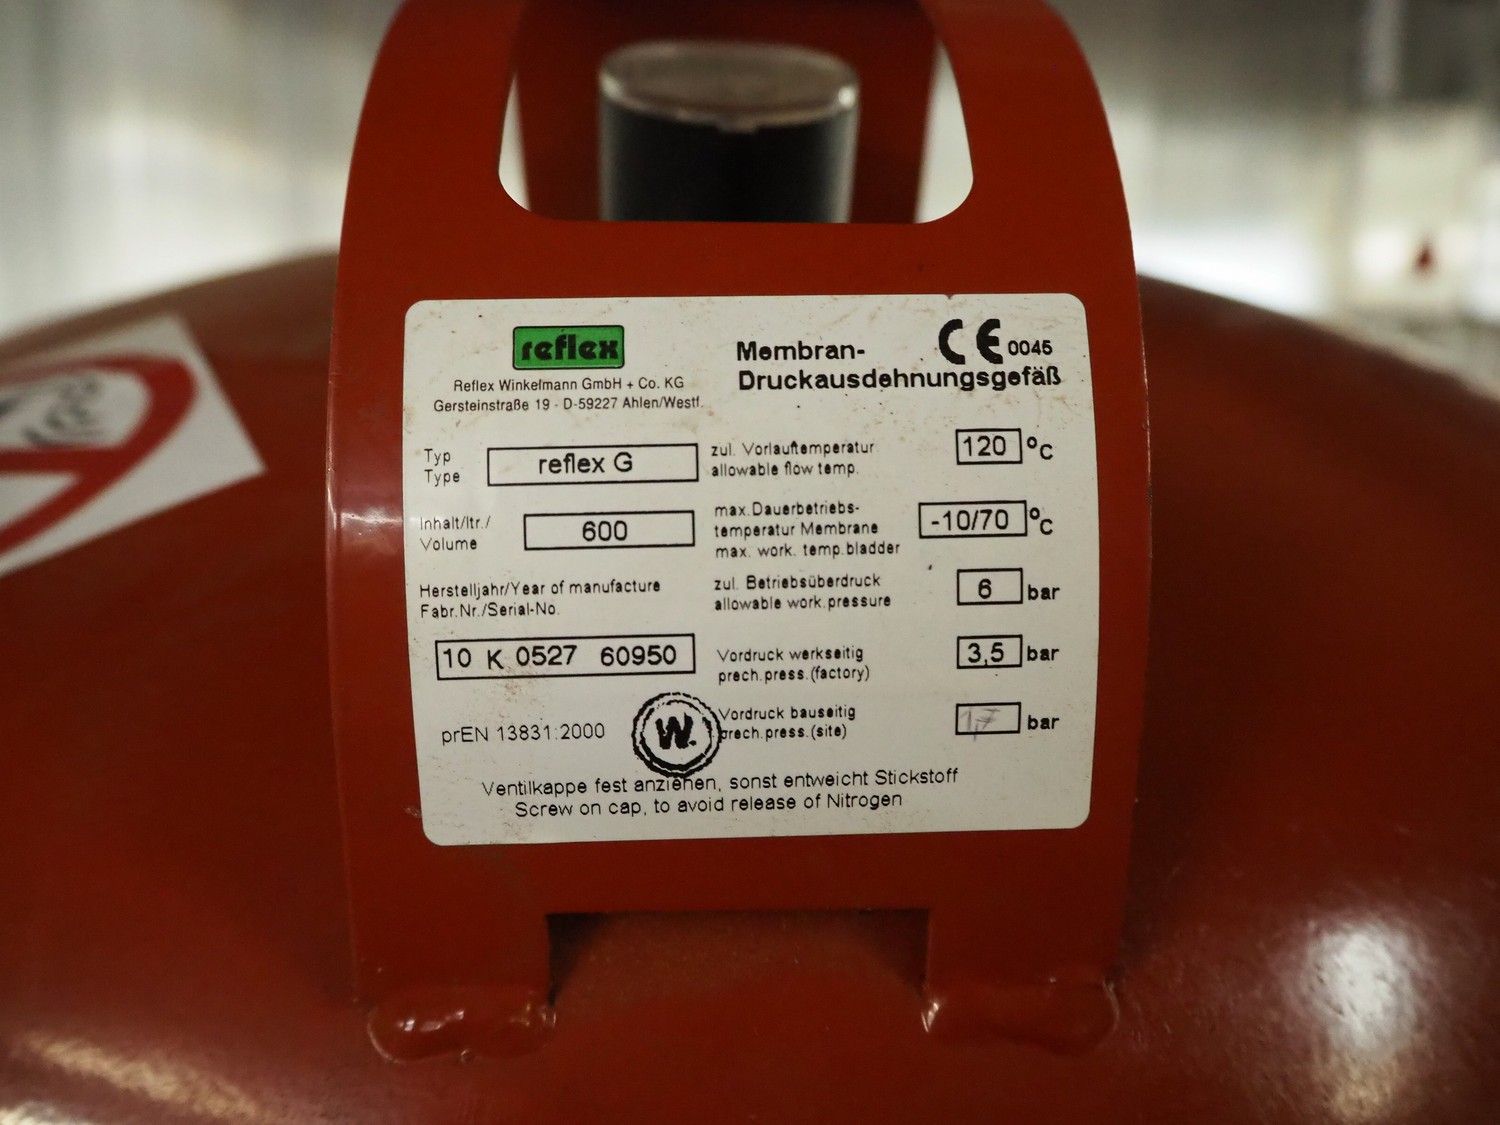 reflex
Reflex Winkelmann GmbH + Co. KG
Gersteinstraße 19 - D-59227 Ahlen/Westf.
CE 0045
Membran-
Druckausdehnungsgefäß
Typ
Type
reflex G
Inhalt/ltr./
Volume
600
Herstelljahr/Year of manufacture
Fabr.Nr./Serial-No.
10 K 0527 60950
prEN 13831:2000
W.
zul. Vorlauftemperatur
allowable flow temp.
120 °C
max.Dauerbetriebs-
temperatur Membrane
max. work. temp.bladder
-10/70 °C
zul. Betriebsüberdruck
allowable work.pressure
6 bar
Vordruck werkseitig
prech.press.(factory)
3,5 bar
Vordruck bauseitig
prech.press.(site)
1,7 bar
Ventilkappe fest anziehen, sonst entweicht Stickstoff
Screw on cap, to avoid release of Nitrogen